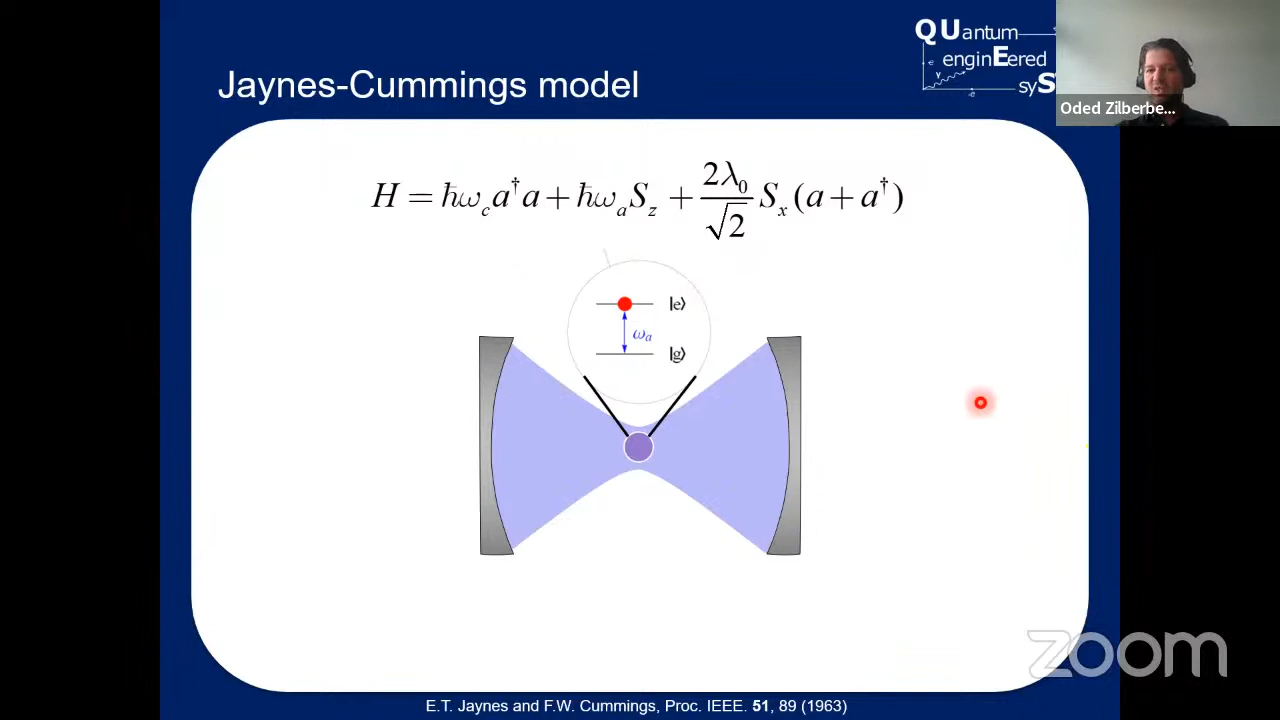 QUantum
enginEered
syS
Jaynes-Cummings model
Oded Zilberbe...
H = ħω_c a†a + ħω_a S_z + 2λ_0/√2 S_x(a + a†)
|e⟩
ω_a
|g⟩
zoom
E.T. Jaynes and F.W. Cummings, Proc. IEEE. 51, 89 (1963)